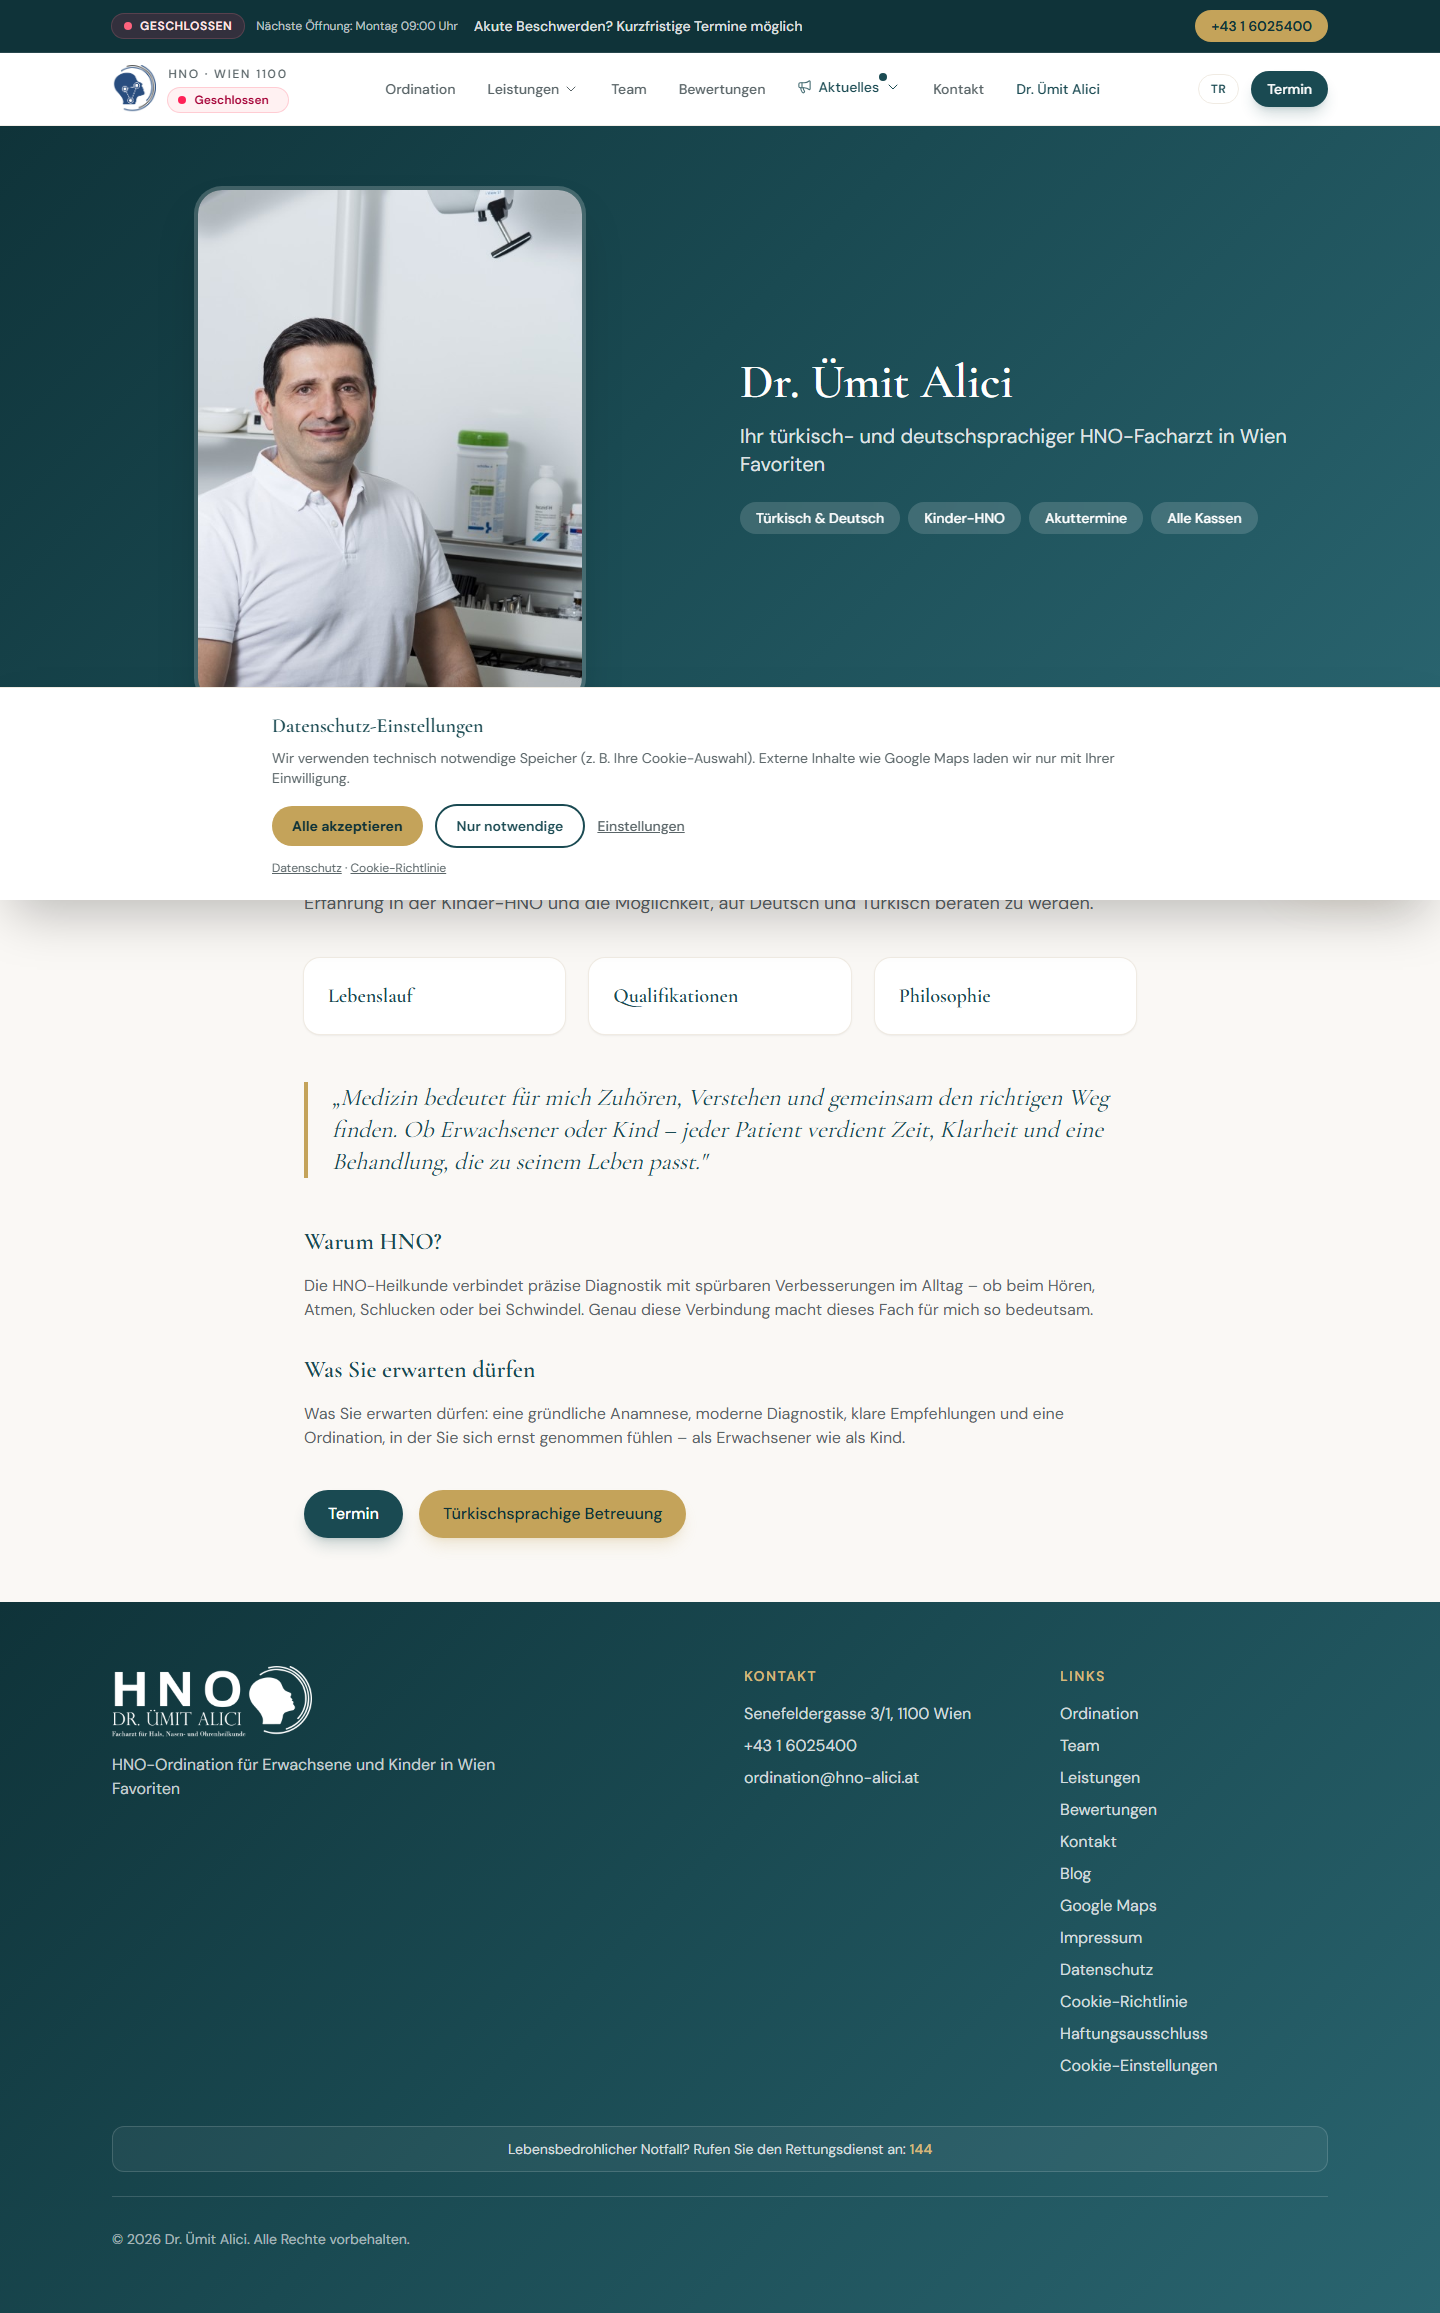 GESCHLOSSEN
Nächste Öffnung: Montag 09:00 Uhr
Akute Beschwerden? Kurzfristige Termine möglich
+43 1 6025400
HNO · WIEN 1100
Geschlossen
Ordination
Leistungen
Team
Bewertungen
Aktuelles
Kontakt
Dr. Ümit Alici
TR
Termin
Dr. Ümit Alici
Ihr türkisch- und deutschsprachiger HNO-Facharzt in Wien
Favoriten
Türkisch & Deutsch
Kinder-HNO
Akuttermine
Alle Kassen
Datenschutz-Einstellungen
Wir verwenden technisch notwendige Speicher (z. B. Ihre Cookie-Auswahl). Externe Inhalte wie Google Maps laden wir nur mit Ihrer
Einwilligung.
Alle akzeptieren
Nur notwendige
Einstellungen
Datenschutz · Cookie-Richtlinie
Erfahrung in der Kinder-HNO und die Möglichkeit, auf Deutsch und Türkisch beraten zu werden.
Lebenslauf
Qualifikationen
Philosophie
„Medizin bedeutet für mich Zuhören, Verstehen und gemeinsam den richtigen Weg
finden. Ob Erwachsener oder Kind – jeder Patient verdient Zeit, Klarheit und eine
Behandlung, die zu seinem Leben passt."
Warum HNO?
Die HNO-Heilkunde verbindet präzise Diagnostik mit spürbaren Verbesserungen im Alltag – ob beim Hören,
Atmen, Schlucken oder bei Schwindel. Genau diese Verbindung macht dieses Fach für mich so bedeutsam.
Was Sie erwarten dürfen
Was Sie erwarten dürfen: eine gründliche Anamnese, moderne Diagnostik, klare Empfehlungen und eine
Ordination, in der Sie sich ernst genommen fühlen – als Erwachsener wie als Kind.
Termin
Türkischsprachige Betreuung
HNO
DR. ÜMIT ALICI
Facharzt für Hals, Nasen- und Ohrenheilkunde
HNO-Ordination für Erwachsene und Kinder in Wien
Favoriten
KONTAKT
Senefeldergasse 3/1, 1100 Wien
+43 1 6025400
ordination@hno-alici.at
LINKS
Ordination
Team
Leistungen
Bewertungen
Kontakt
Blog
Google Maps
Impressum
Datenschutz
Cookie-Richtlinie
Haftungsausschluss
Cookie-Einstellungen
Lebensbedrohlicher Notfall? Rufen Sie den Rettungsdienst an: 144
© 2026 Dr. Ümit Alici. Alle Rechte vorbehalten.